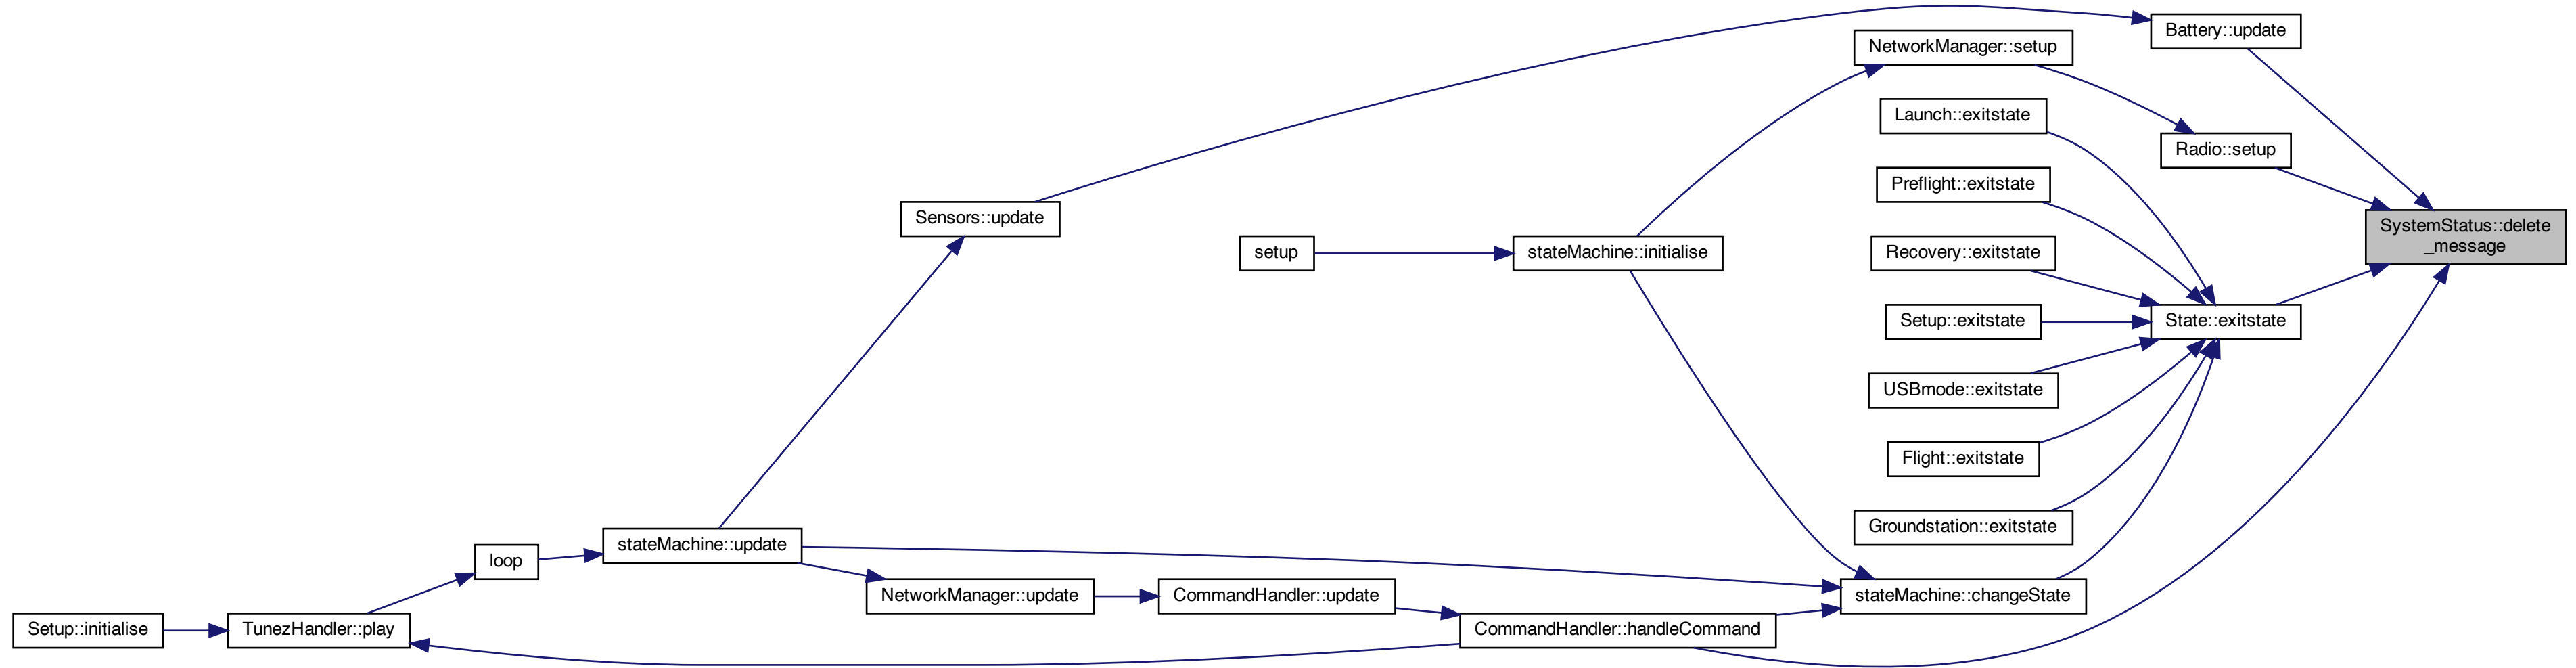 Battery::update
NetworkManager::setup
Launch::exitstate
Radio::setup
Preflight::exitstate
Sensors::update
SystemStatus::delete
_message
setup
stateMachine::initialise
Recovery::exitstate
Setup::exitstate
State::exitstate
USBmode::exitstate
Flight::exitstate
Groundstation::exitstate
stateMachine::update
loop
NetworkManager::update
CommandHandler::update
stateMachine::changeState
Setup::initialise
TunezHandler::play
CommandHandler::handleCommand